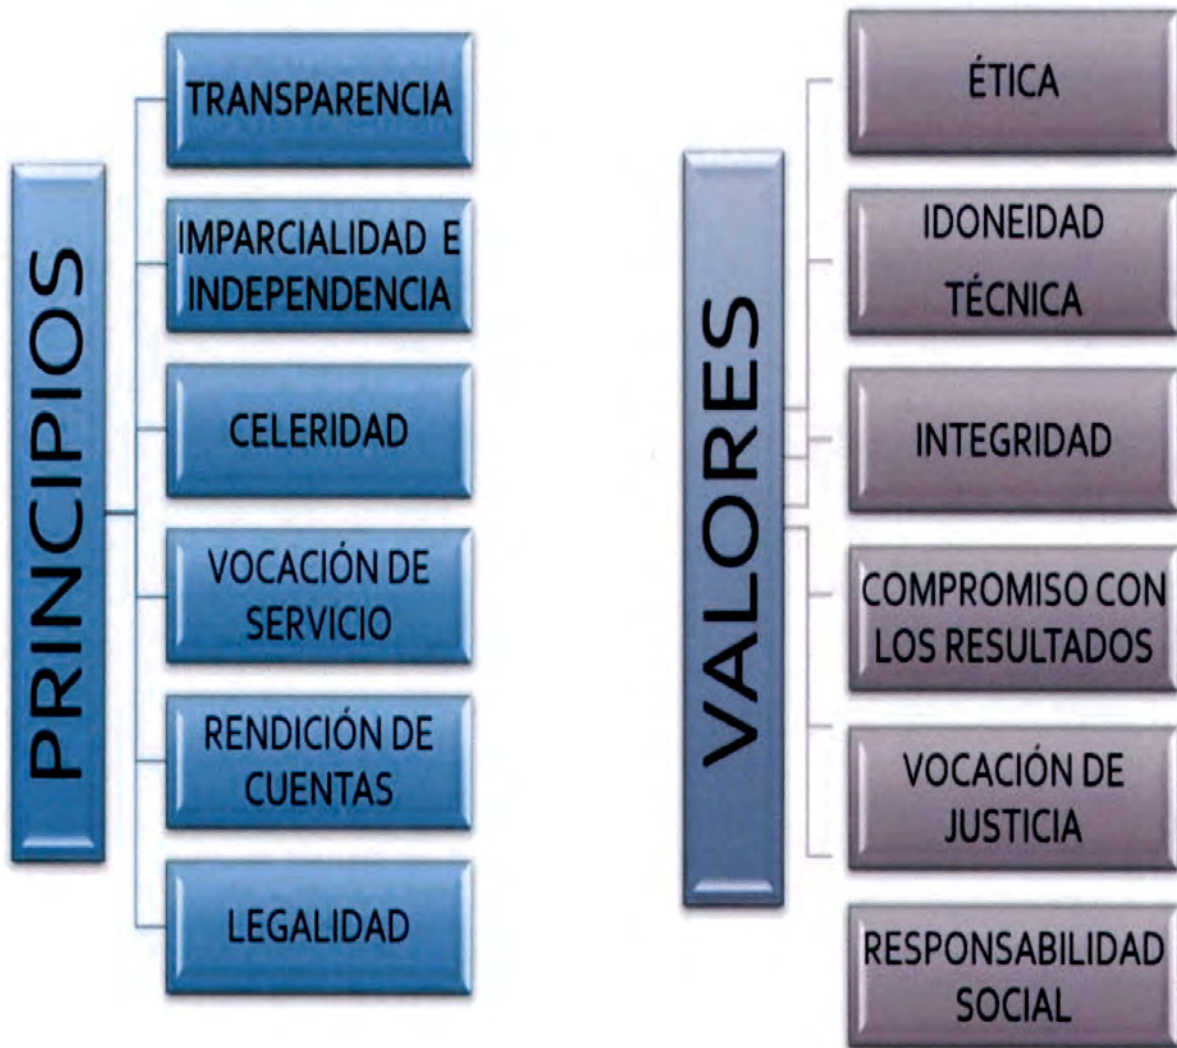 PRINCIPIOS
TRANSPARENCIA
IMPARCIALIDAD E
INDEPENDENCIA
CELERIDAD
VOCACIÓN DE
SERVICIO
RENDICIÓN DE
CUENTAS
LEGALIDAD
VALORES
ÉTICA
IDONEIDAD
TÉCNICA
INTEGRIDAD
COMPROMISO CON
LOS RESULTADOS
VOCACIÓN DE
JUSTICIA
RESPONSABILIDAD
SOCIAL